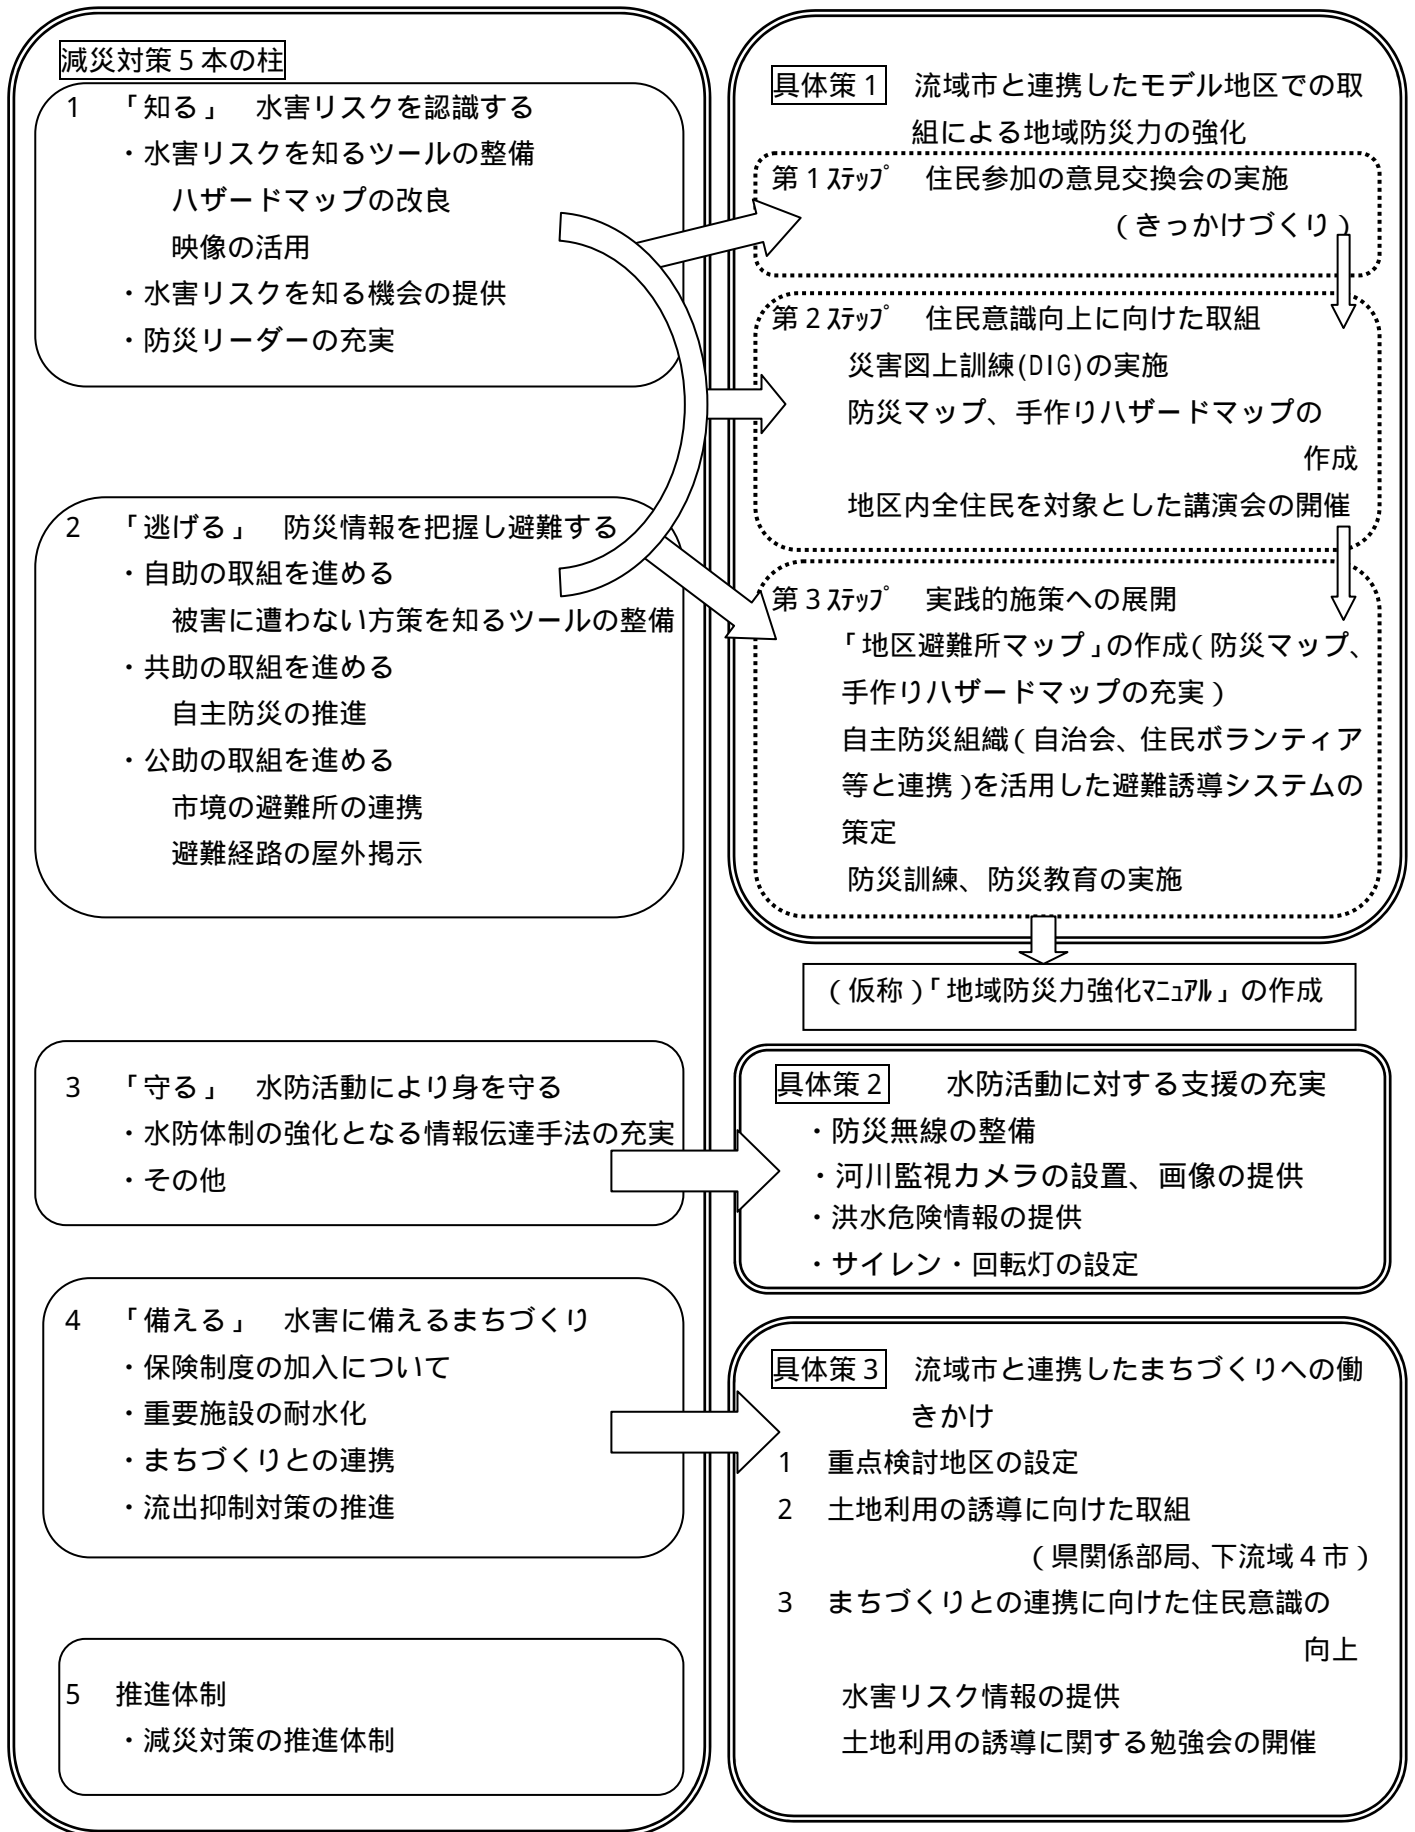 減災対策5本の柱
1　「知る」　水害リスクを認識する
・水害リスクを知るツールの整備
ハザードマップの改良
映像の活用
・水害リスクを知る機会の提供
・防災リーダーの充実
2　「逃げる」　防災情報を把握し避難する
・自助の取組を進める
被害に遭わない方策を知るツールの整備
・共助の取組を進める
自主防災の推進
・公助の取組を進める
市境の避難所の連携
避難経路の屋外掲示
3　「守る」　水防活動により身を守る
・水防体制の強化となる情報伝達手法の充実
・その他
4　「備える」　水害に備えるまちづくり
・保険制度の加入について
・重要施設の耐水化
・まちづくりとの連携
・流出抑制対策の推進
5　推進体制
・減災対策の推進体制
具体策1　流域市と連携したモデル地区での取
組による地域防災力の強化
第1ｽﾃｯﾌﾟ　住民参加の意見交換会の実施
（きっかけづくり）
第2ｽﾃｯﾌﾟ　住民意識向上に向けた取組
災害図上訓練(DIG)の実施
防災マップ、手作りハザードマップの
作成
地区内全住民を対象とした講演会の開催
第3ｽﾃｯﾌﾟ　実践的施策への展開
「地区避難所マップ」の作成（防災マップ、
手作りハザードマップの充実）
自主防災組織（自治会、住民ボランティア
等と連携）を活用した避難誘導システムの
策定
防災訓練、防災教育の実施
（仮称）「地域防災力強化ﾏﾆｭｱﾙ」の作成
具体策2　水防活動に対する支援の充実
・防災無線の整備
・河川監視カメラの設置、画像の提供
・洪水危険情報の提供
・サイレン・回転灯の設定
具体策3　流域市と連携したまちづくりへの働
きかけ
1　重点検討地区の設定
2　土地利用の誘導に向けた取組
（県関係部局、下流域4市）
3　まちづくりとの連携に向けた住民意識の
向上
水害リスク情報の提供
土地利用の誘導に関する勉強会の開催